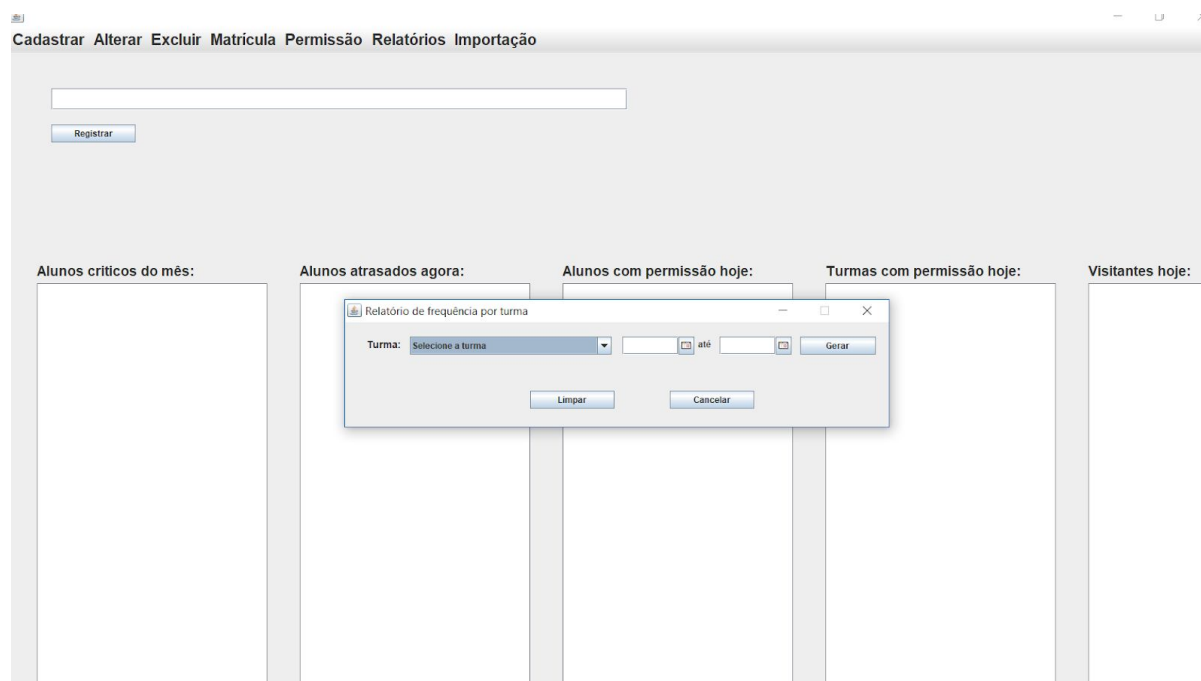 Cadastrar Alterar Excluir Matrícula Permissão Relatórios Importação
Registrar
Alunos criticos do mês: Alunos atrasados agora: Alunos com permissão hoje: Turmas com permissão hoje: Visitantes hoje:
Relatório de frequência por turma
Turma: Selecione a turma até Gerar
Limpar Cancelar